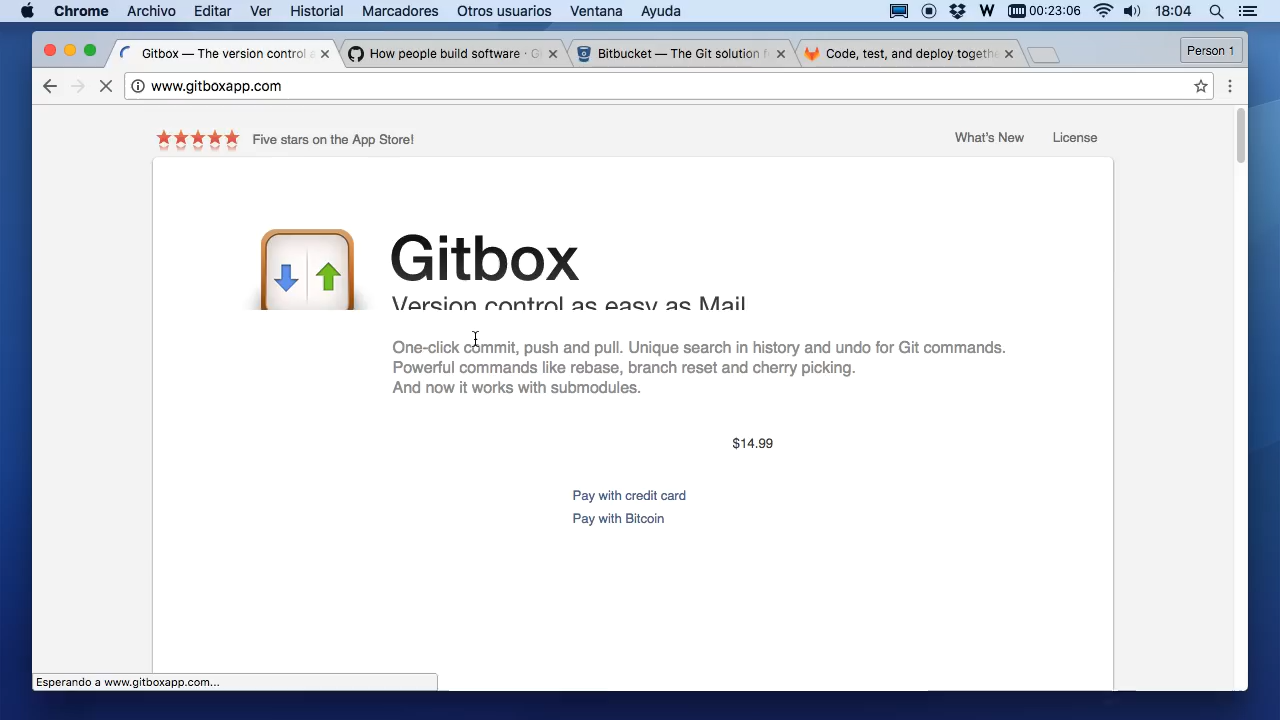 Chrome Archivo Editar Ver Historial Marcadores Otros usuarios Ventana Ayuda 00:23:06 18:04
Gitbox — The version control a
How people build software · G
Bitbucket — The Git solution f
Code, test, and deploy togethe
Person 1
www.gitboxapp.com
Five stars on the App Store!
What's New License
Gitbox
Version control as easy as Mail
One-click commit, push and pull. Unique search in history and undo for Git commands.
Powerful commands like rebase, branch reset and cherry picking.
And now it works with submodules.
$14.99
Pay with credit card
Pay with Bitcoin
Esperando a www.gitboxapp.com...